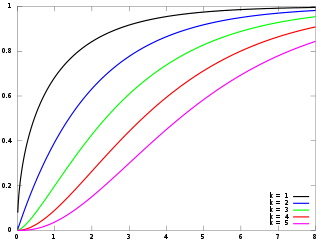 1
0.8
0.6
0.4
0.2
0
0 1 2 3 4 5 6 7 8
k = 1
k = 2
k = 3
k = 4
k = 5